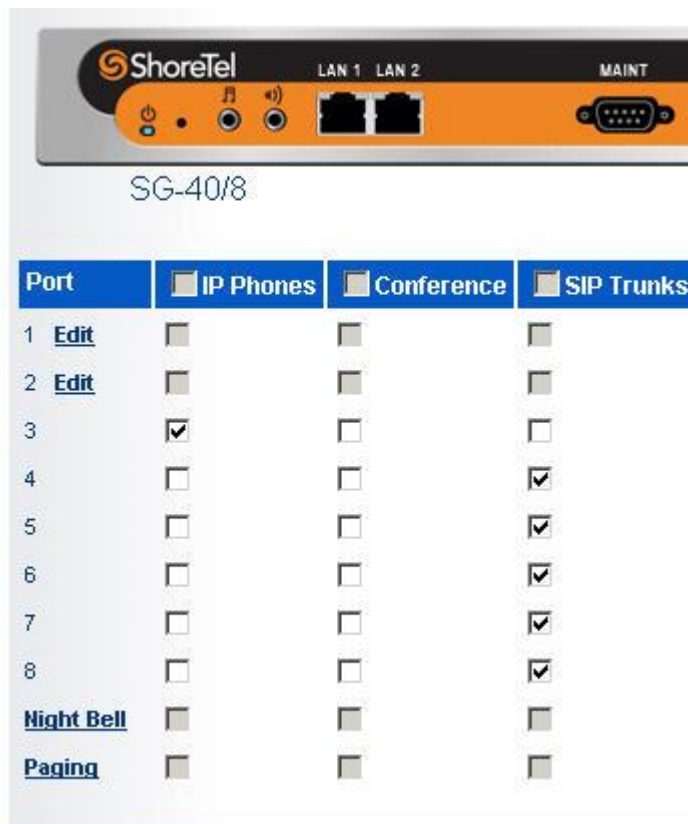 ShoreTel LAN 1 LAN 2 MAINT
SG-40/8
Port IP Phones Conference SIP Trunks
1 Edit
2 Edit
3
4
5
6
7
8
Night Bell
Paging